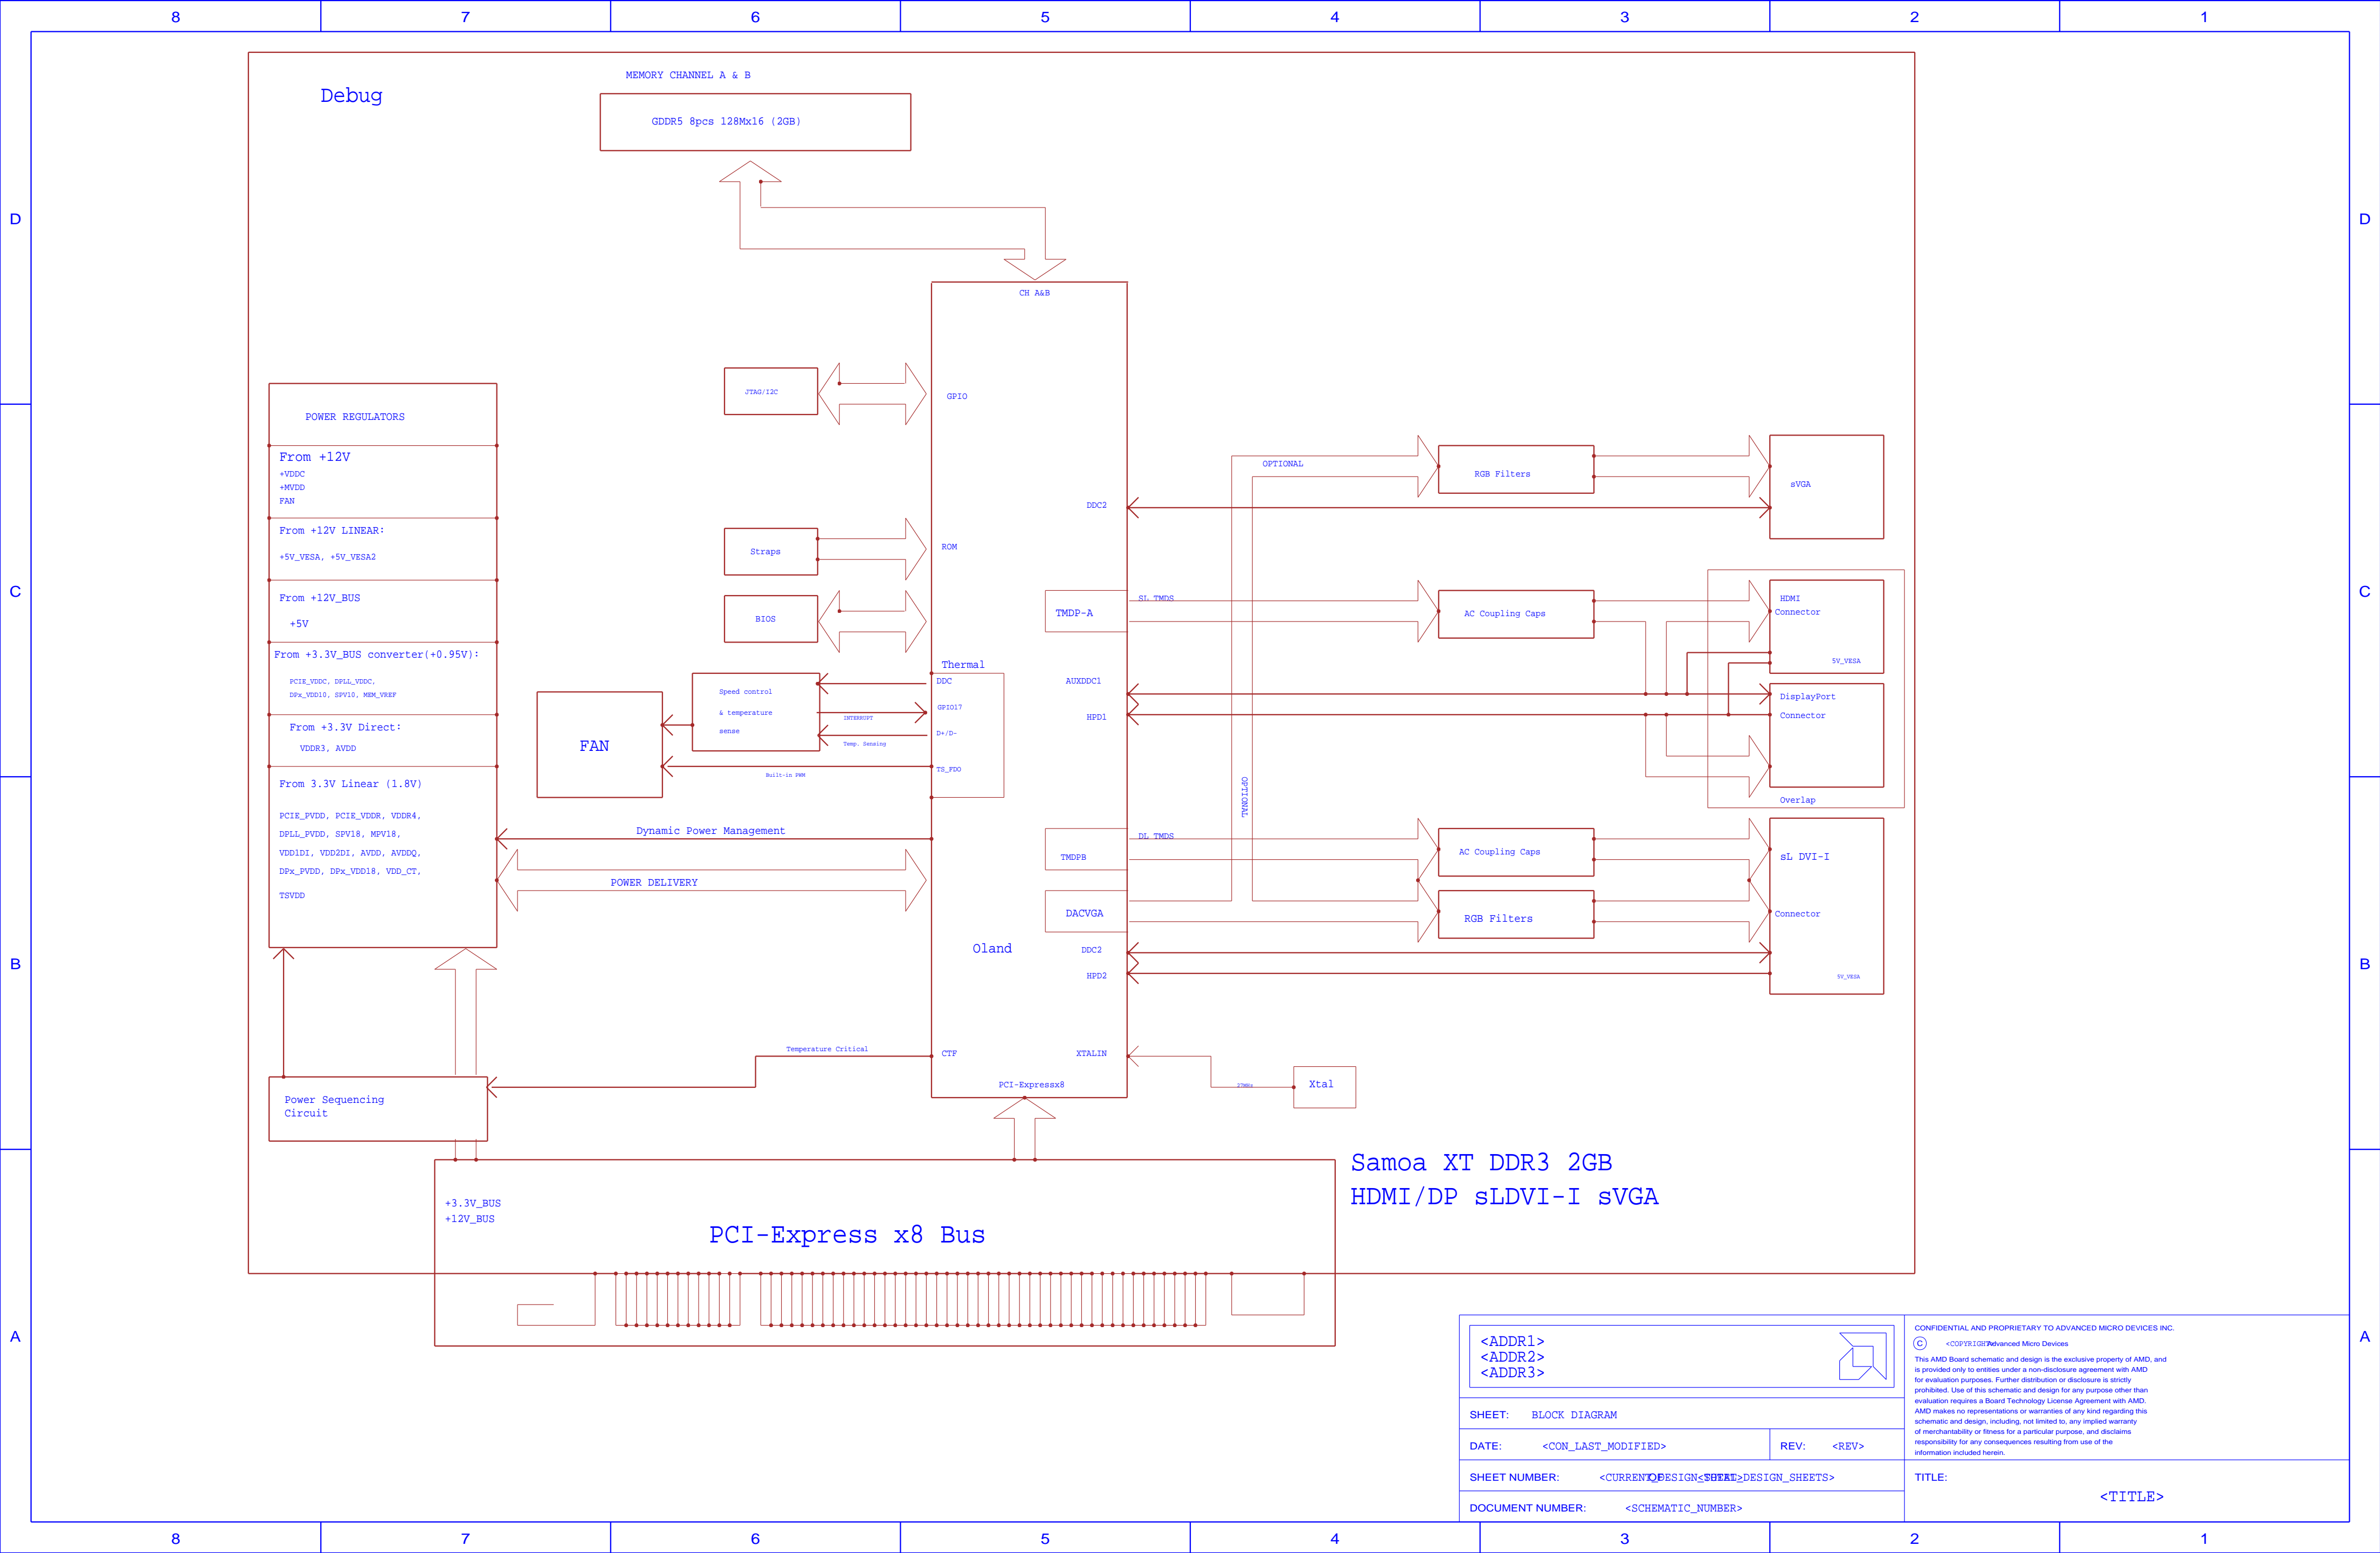 8 7 6 5 4 3 2 1
D
D
C
C
B
B
A
A
Debug
MEMORY CHANNEL A & B
GDDR5 8pcs 128Mx16 (2GB)
CH A&B
JTAG/I2C
GPIO
POWER REGULATORS
From +12V
+VDDC
+MVDD
FAN
From +12V LINEAR:
+5V_VESA, +5V_VESA2
From +12V_BUS
+5V
From +3.3V_BUS converter(+0.95V):
PCIE_VDDC, DPLL_VDDC,
DPx_VDD10, SPV10, MEM_VREF
From +3.3V Direct:
VDDR3, AVDD
From 3.3V Linear (1.8V)
PCIE_PVDD, PCIE_VDDR, VDDR4,
DPLL_PVDD, SPV18, MPV18,
VDD1DI, VDD2DI, AVDD, AVDDQ,
DPx_PVDD, DPx_VDD18, VDD_CT,
TSVDD
Straps
ROM
BIOS
Thermal
DDC
GPIO17
D+/D-
TS_FDO
Speed control
& temperature
sense
INTERRUPT
Temp. Sensing
Built-in PWM
FAN
Dynamic Power Management
POWER DELIVERY
OPTIONAL
RGB Filters
sVGA
DDC2
TMDP-A
SL TMDS
AC Coupling Caps
HDMI
Connector
5V_VESA
AUXDDC1
HPD1
DisplayPort
Connector
Overlap
OPTIONAL
TMDPB
DL TMDS
AC Coupling Caps
sL DVI-I
DACVGA
RGB Filters
Connector
Oland
DDC2
HPD2
5V_VESA
Temperature Critical
CTF
XTALIN
27MHz
Xtal
PCI-Expressx8
Power Sequencing
Circuit
+3.3V_BUS
+12V_BUS
PCI-Express x8 Bus
Samoa XT DDR3 2GB
HDMI/DP sLDVI-I sVGA
<ADDR1>
<ADDR2>
<ADDR3>
SHEET: BLOCK DIAGRAM
DATE: <CON_LAST_MODIFIED>
REV: <REV>
SHEET NUMBER: <CURRENT_DESIGN_SHEET> OF <TOTAL_DESIGN_SHEETS>
DOCUMENT NUMBER: <SCHEMATIC_NUMBER>
CONFIDENTIAL AND PROPRIETARY TO ADVANCED MICRO DEVICES INC.
C <COPYRIGHT> Advanced Micro Devices
This AMD Board schematic and design is the exclusive property of AMD, and
is provided only to entities under a non-disclosure agreement with AMD
for evaluation purposes. Further distribution or disclosure is strictly
prohibited. Use of this schematic and design for any purpose other than
evaluation requires a Board Technology License Agreement with AMD.
AMD makes no representations or warranties of any kind regarding this
schematic and design, including, not limited to, any implied warranty
of merchantability or fitness for a particular purpose, and disclaims
responsibility for any consequences resulting from use of the
information included herein.
TITLE:
<TITLE>
8 7 6 5 4 3 2 1